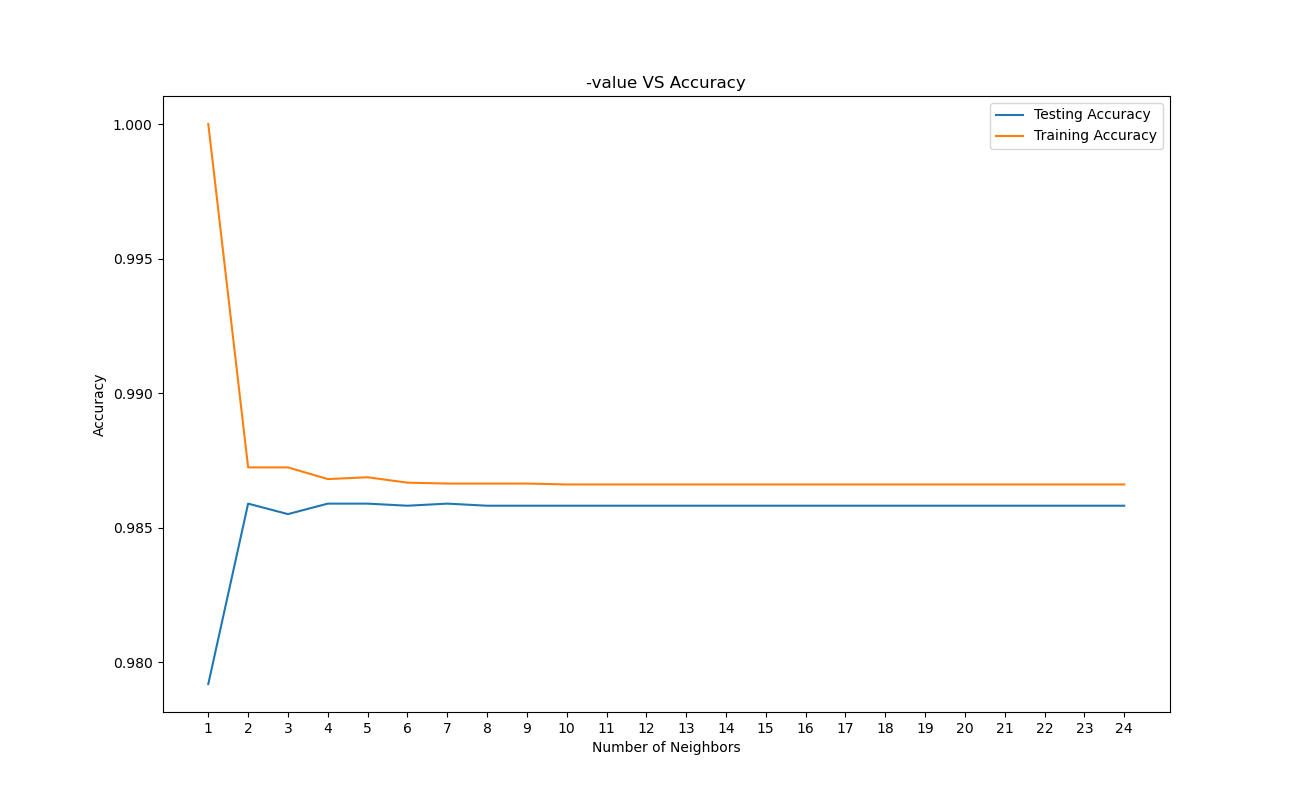 -value VS Accuracy
Testing Accuracy
Training Accuracy
1.000
0.995
0.990
0.985
0.980
Accuracy
1 2 3 4 5 6 7 8 9 10 11 12 13 14 15 16 17 18 19 20 21 22 23 24
Number of Neighbors